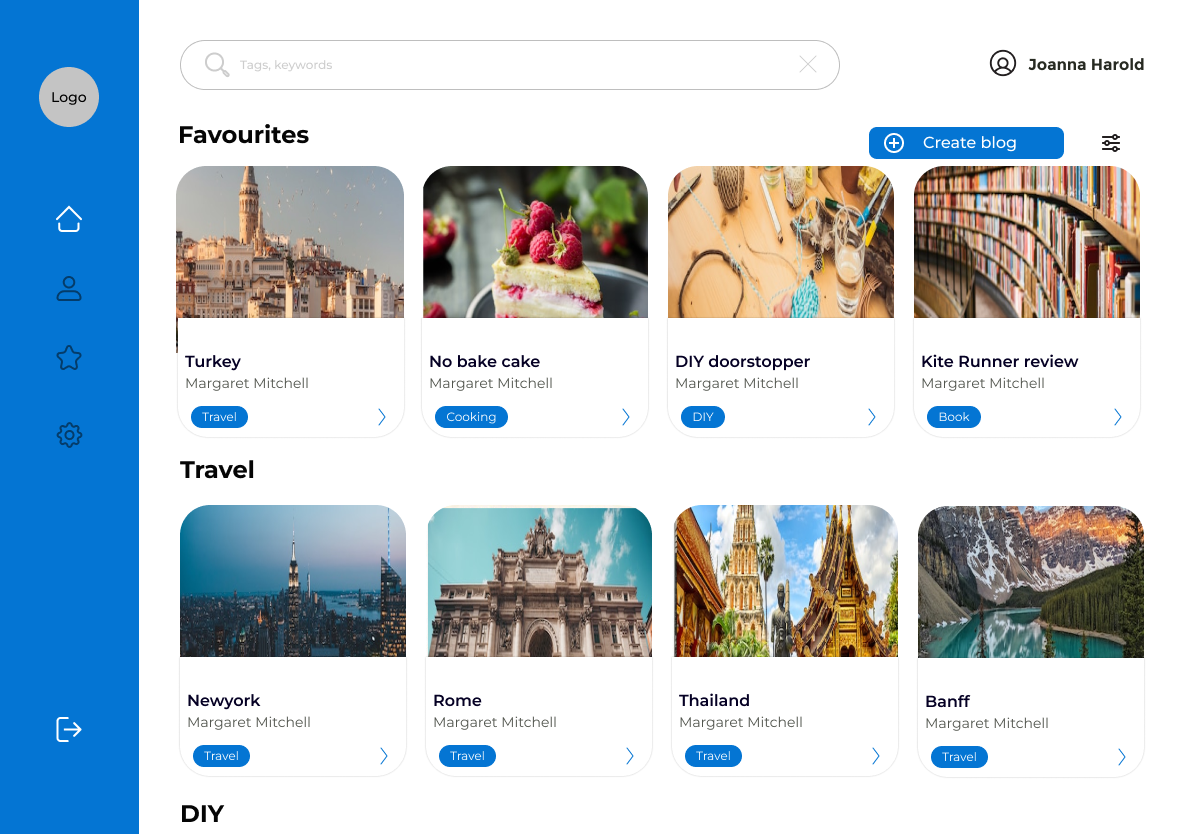 Logo
Tags, keywords
Joanna Harold
Favourites
Create blog
Turkey
Margaret Mitchell
Travel
No bake cake
Margaret Mitchell
Cooking
DIY doorstopper
Margaret Mitchell
DIY
Kite Runner review
Margaret Mitchell
Book
Travel
Newyork
Margaret Mitchell
Travel
Rome
Margaret Mitchell
Travel
Thailand
Margaret Mitchell
Travel
Banff
Margaret Mitchell
Travel
DIY